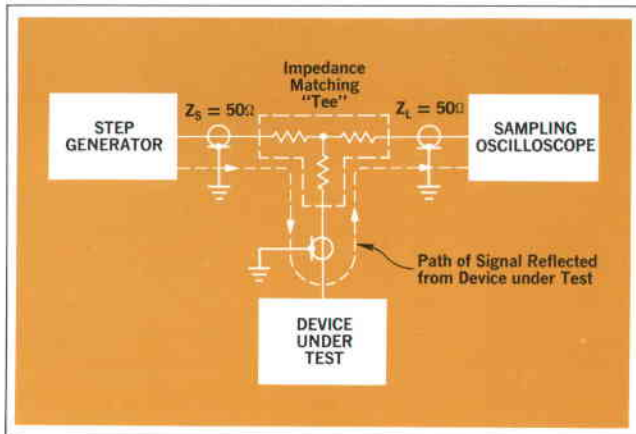 Impedance
Matching
"Tee"
Z_S = 50Ω
Z_L = 50Ω
STEP
GENERATOR
SAMPLING
OSCILLOSCOPE
Path of Signal Reflected
from Device under Test
DEVICE
UNDER
TEST